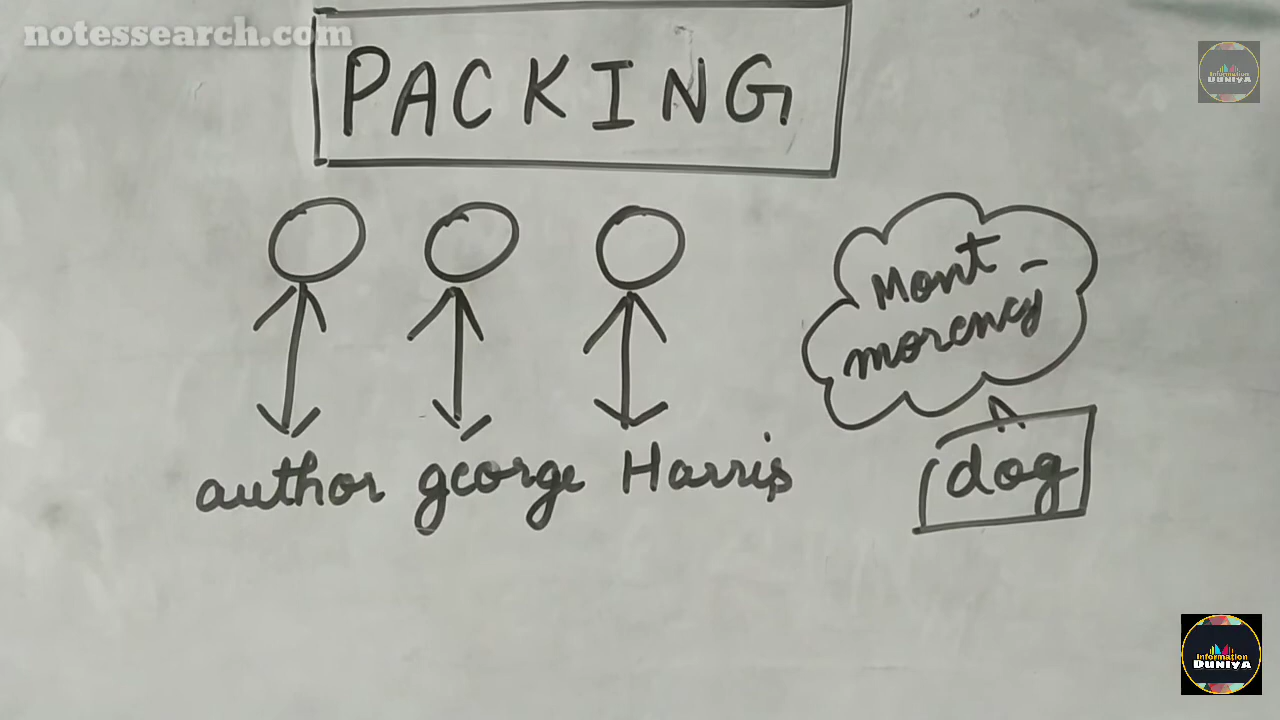 notessearch.com
PACKING
Information
DUNiYA
Mont-
morency
author george Harris
dog
Information
DUNiYA